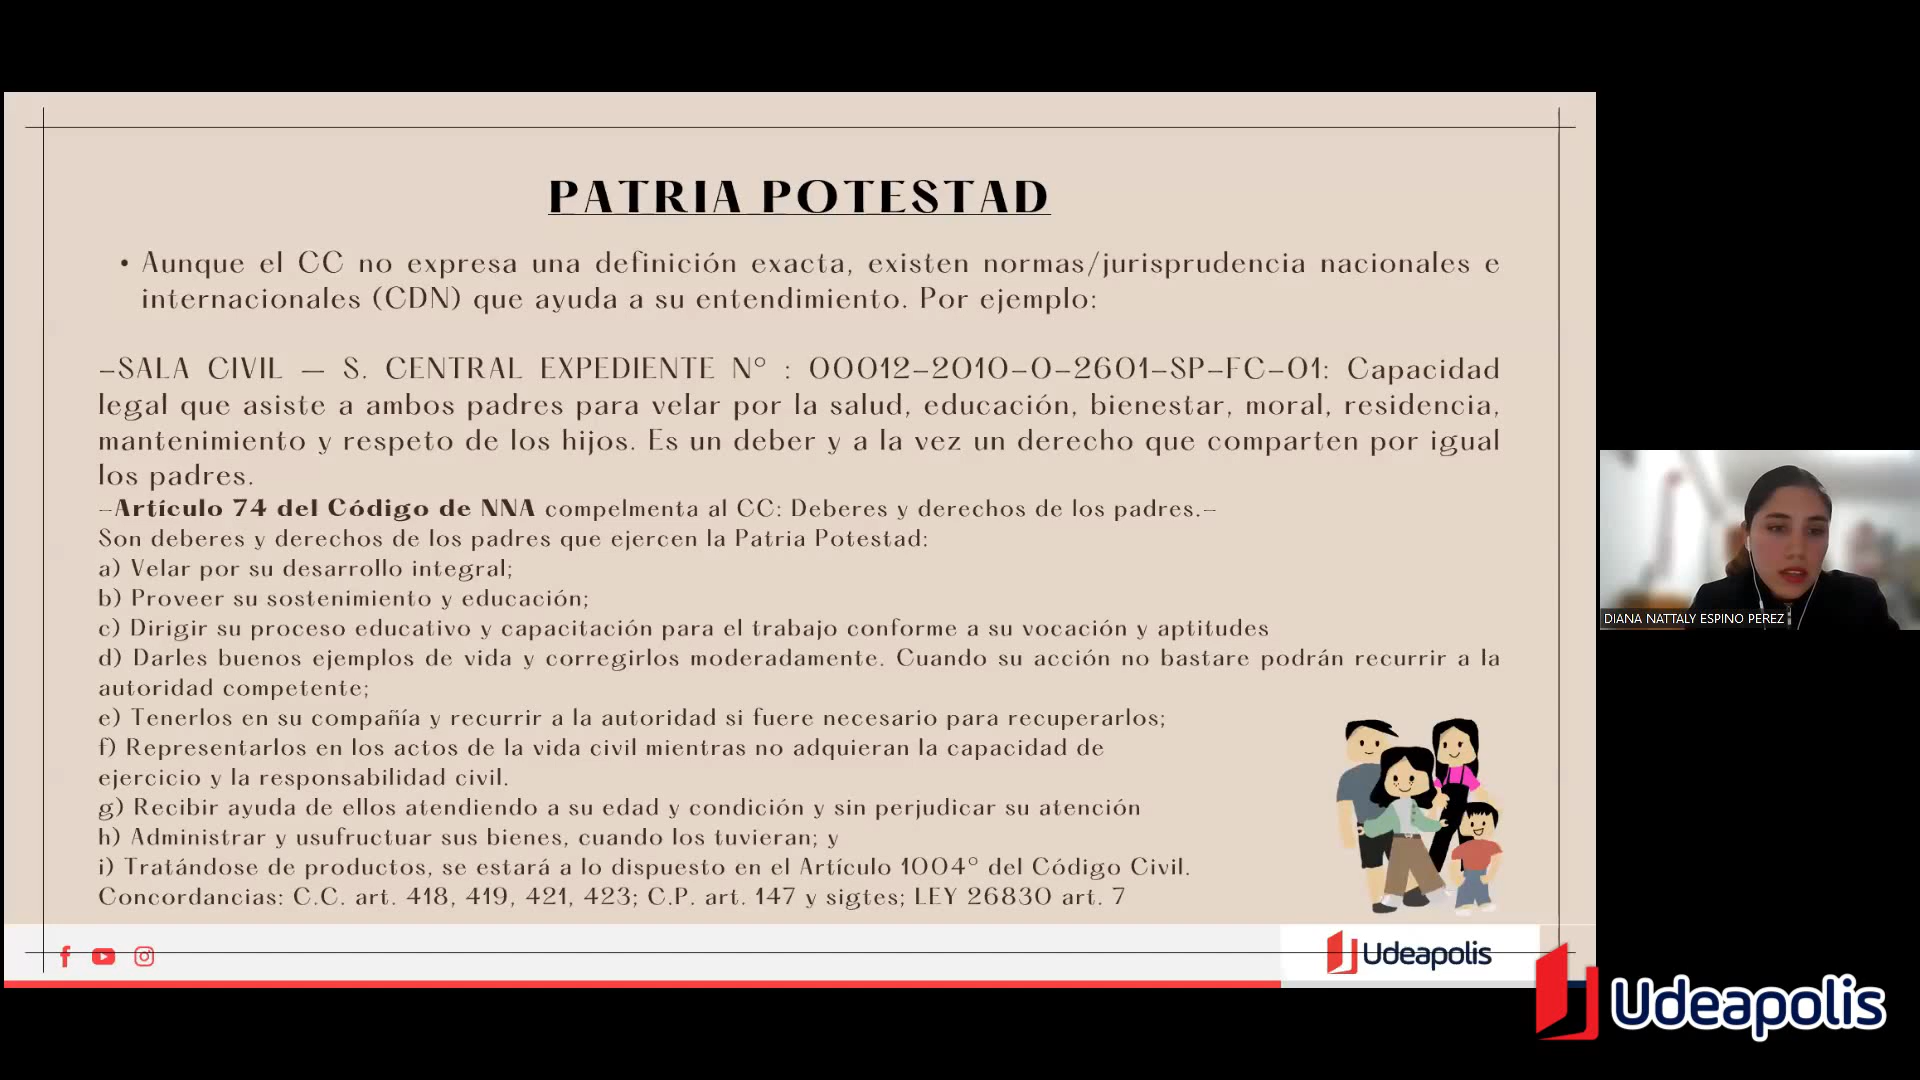 PATRIA POTESTAD
• Aunque el CC no expresa una definición exacta, existen normas/jurisprudencia nacionales e
internacionales (CDN) que ayuda a su entendimiento. Por ejemplo:
-SALA CIVIL – S. CENTRAL EXPEDIENTE N° : 00012-2010-0-2601-SP-FC-01: Capacidad
legal que asiste a ambos padres para velar por la salud, educación, bienestar, moral, residencia,
mantenimiento y respeto de los hijos. Es un deber y a la vez un derecho que comparten por igual
los padres.
-Artículo 74 del Código de NNA compelmenta al CC: Deberes y derechos de los padres.-
Son deberes y derechos de los padres que ejercen la Patria Potestad:
a) Velar por su desarrollo integral;
b) Proveer su sostenimiento y educación;
c) Dirigir su proceso educativo y capacitación para el trabajo conforme a su vocación y aptitudes
d) Darles buenos ejemplos de vida y corregirlos moderadamente. Cuando su acción no bastare podrán recurrir a la
autoridad competente;
e) Tenerlos en su compañía y recurrir a la autoridad si fuere necesario para recuperarlos;
f) Representarlos en los actos de la vida civil mientras no adquieran la capacidad de
ejercicio y la responsabilidad civil.
g) Recibir ayuda de ellos atendiendo a su edad y condición y sin perjudicar su atención
h) Administrar y usufructuar sus bienes, cuando los tuvieran; y
i) Tratándose de productos, se estará a lo dispuesto en el Artículo 1004° del Código Civil.
Concordancias: C.C. art. 418, 419, 421, 423; C.P. art. 147 y sigtes; LEY 26830 art. 7
Udeapolis
DIANA NATTALY ESPINO PEREZ
Udeapolis